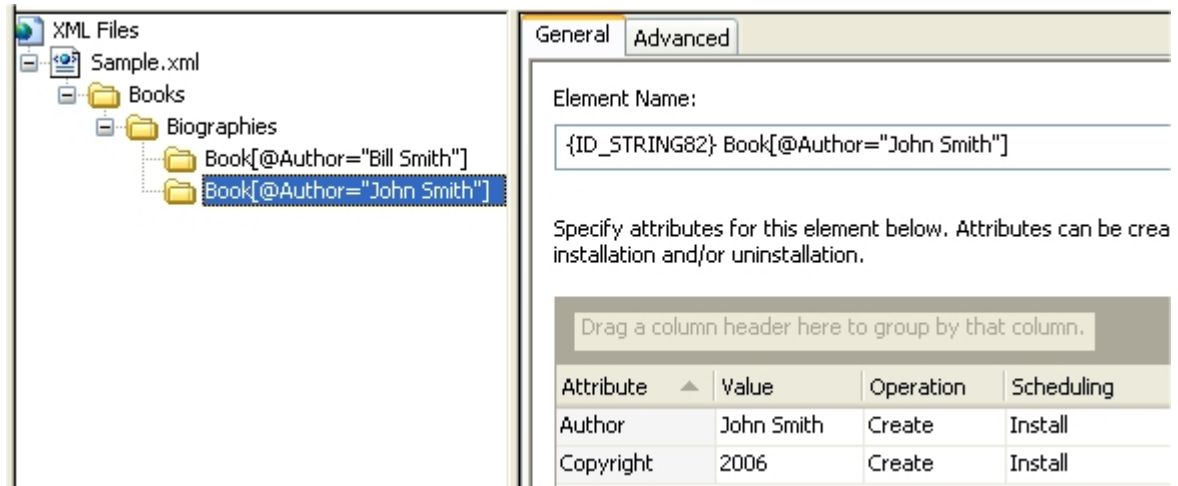 XML Files
Sample.xml
Books
Biographies
Book[@Author="Bill Smith"]
Book[@Author="John Smith"]
General Advanced
Element Name:
{ID_STRING82} Book[@Author="John Smith"]
Specify attributes for this element below. Attributes can be crea
installation and/or uninstallation.
Drag a column header here to group by that column.
Attribute Value Operation Scheduling
Author John Smith Create Install
Copyright 2006 Create Install